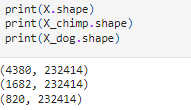 print(X.shape)
print(X_chimp.shape)
print(X_dog.shape)
(4380, 232414)
(1682, 232414)
(820, 232414)